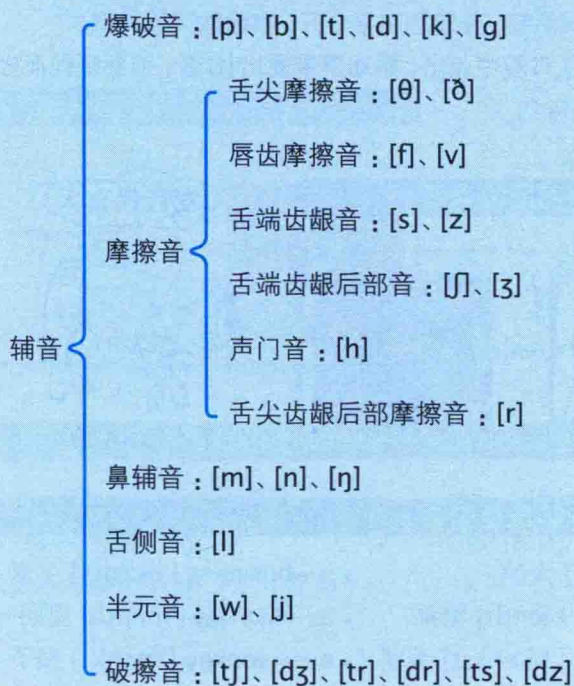 爆破音：[p]、[b]、[t]、[d]、[k]、[g]
舌尖摩擦音：[θ]、[ð]
唇齿摩擦音：[f]、[v]
舌端齿龈音：[s]、[z]
摩擦音
舌端齿龈后部音：[ʃ]、[ʒ]
辅音
声门音：[h]
舌尖齿龈后部摩擦音：[r]
鼻辅音：[m]、[n]、[ŋ]
舌侧音：[l]
半元音：[w]、[j]
破擦音：[tʃ]、[dʒ]、[tr]、[dr]、[ts]、[dz]